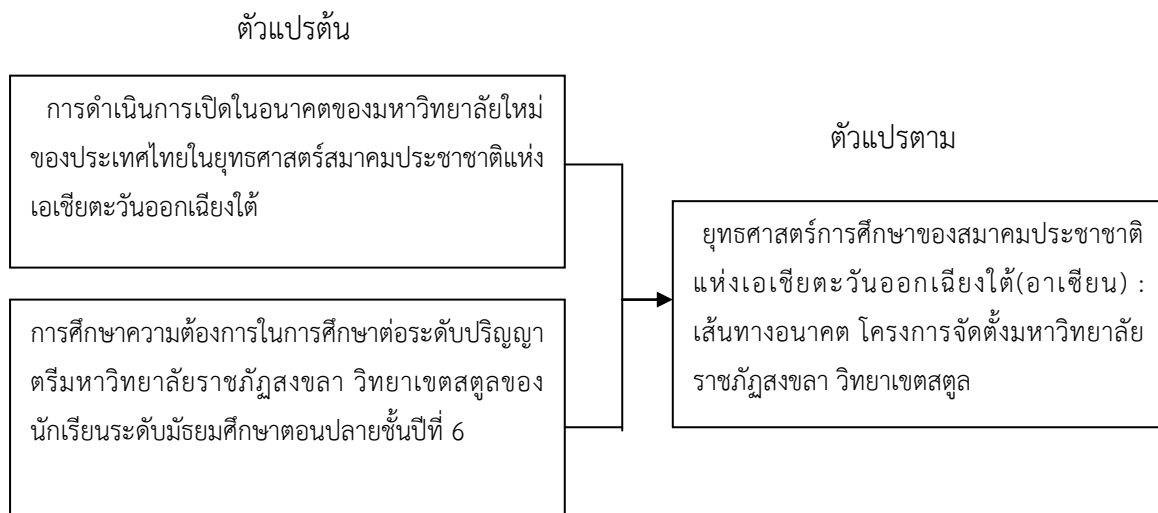 ตัวแปรต้น
การดำเนินการเปิดในอนาคตของมหาวิทยาลัยใหม่
ของประเทศไทยในยุทธศาสตร์สมาคมประชาชาติแห่ง
เอเชียตะวันออกเฉียงใต้
การศึกษาความต้องการในการศึกษาต่อระดับปริญญา
ตรีมหาวิทยาลัยราชภัฏสงขลา วิทยาเขตสตูลของ
นักเรียนระดับมัธยมศึกษาตอนปลายชั้นปีที่ 6
ตัวแปรตาม
ยุทธศาสตร์การศึกษาของสมาคมประชาชาติ
แห่งเอเชียตะวันออกเฉียงใต้(อาเซียน) :
เส้นทางอนาคต โครงการจัดตั้งมหาวิทยาลัย
ราชภัฏสงขลา วิทยาเขตสตูล